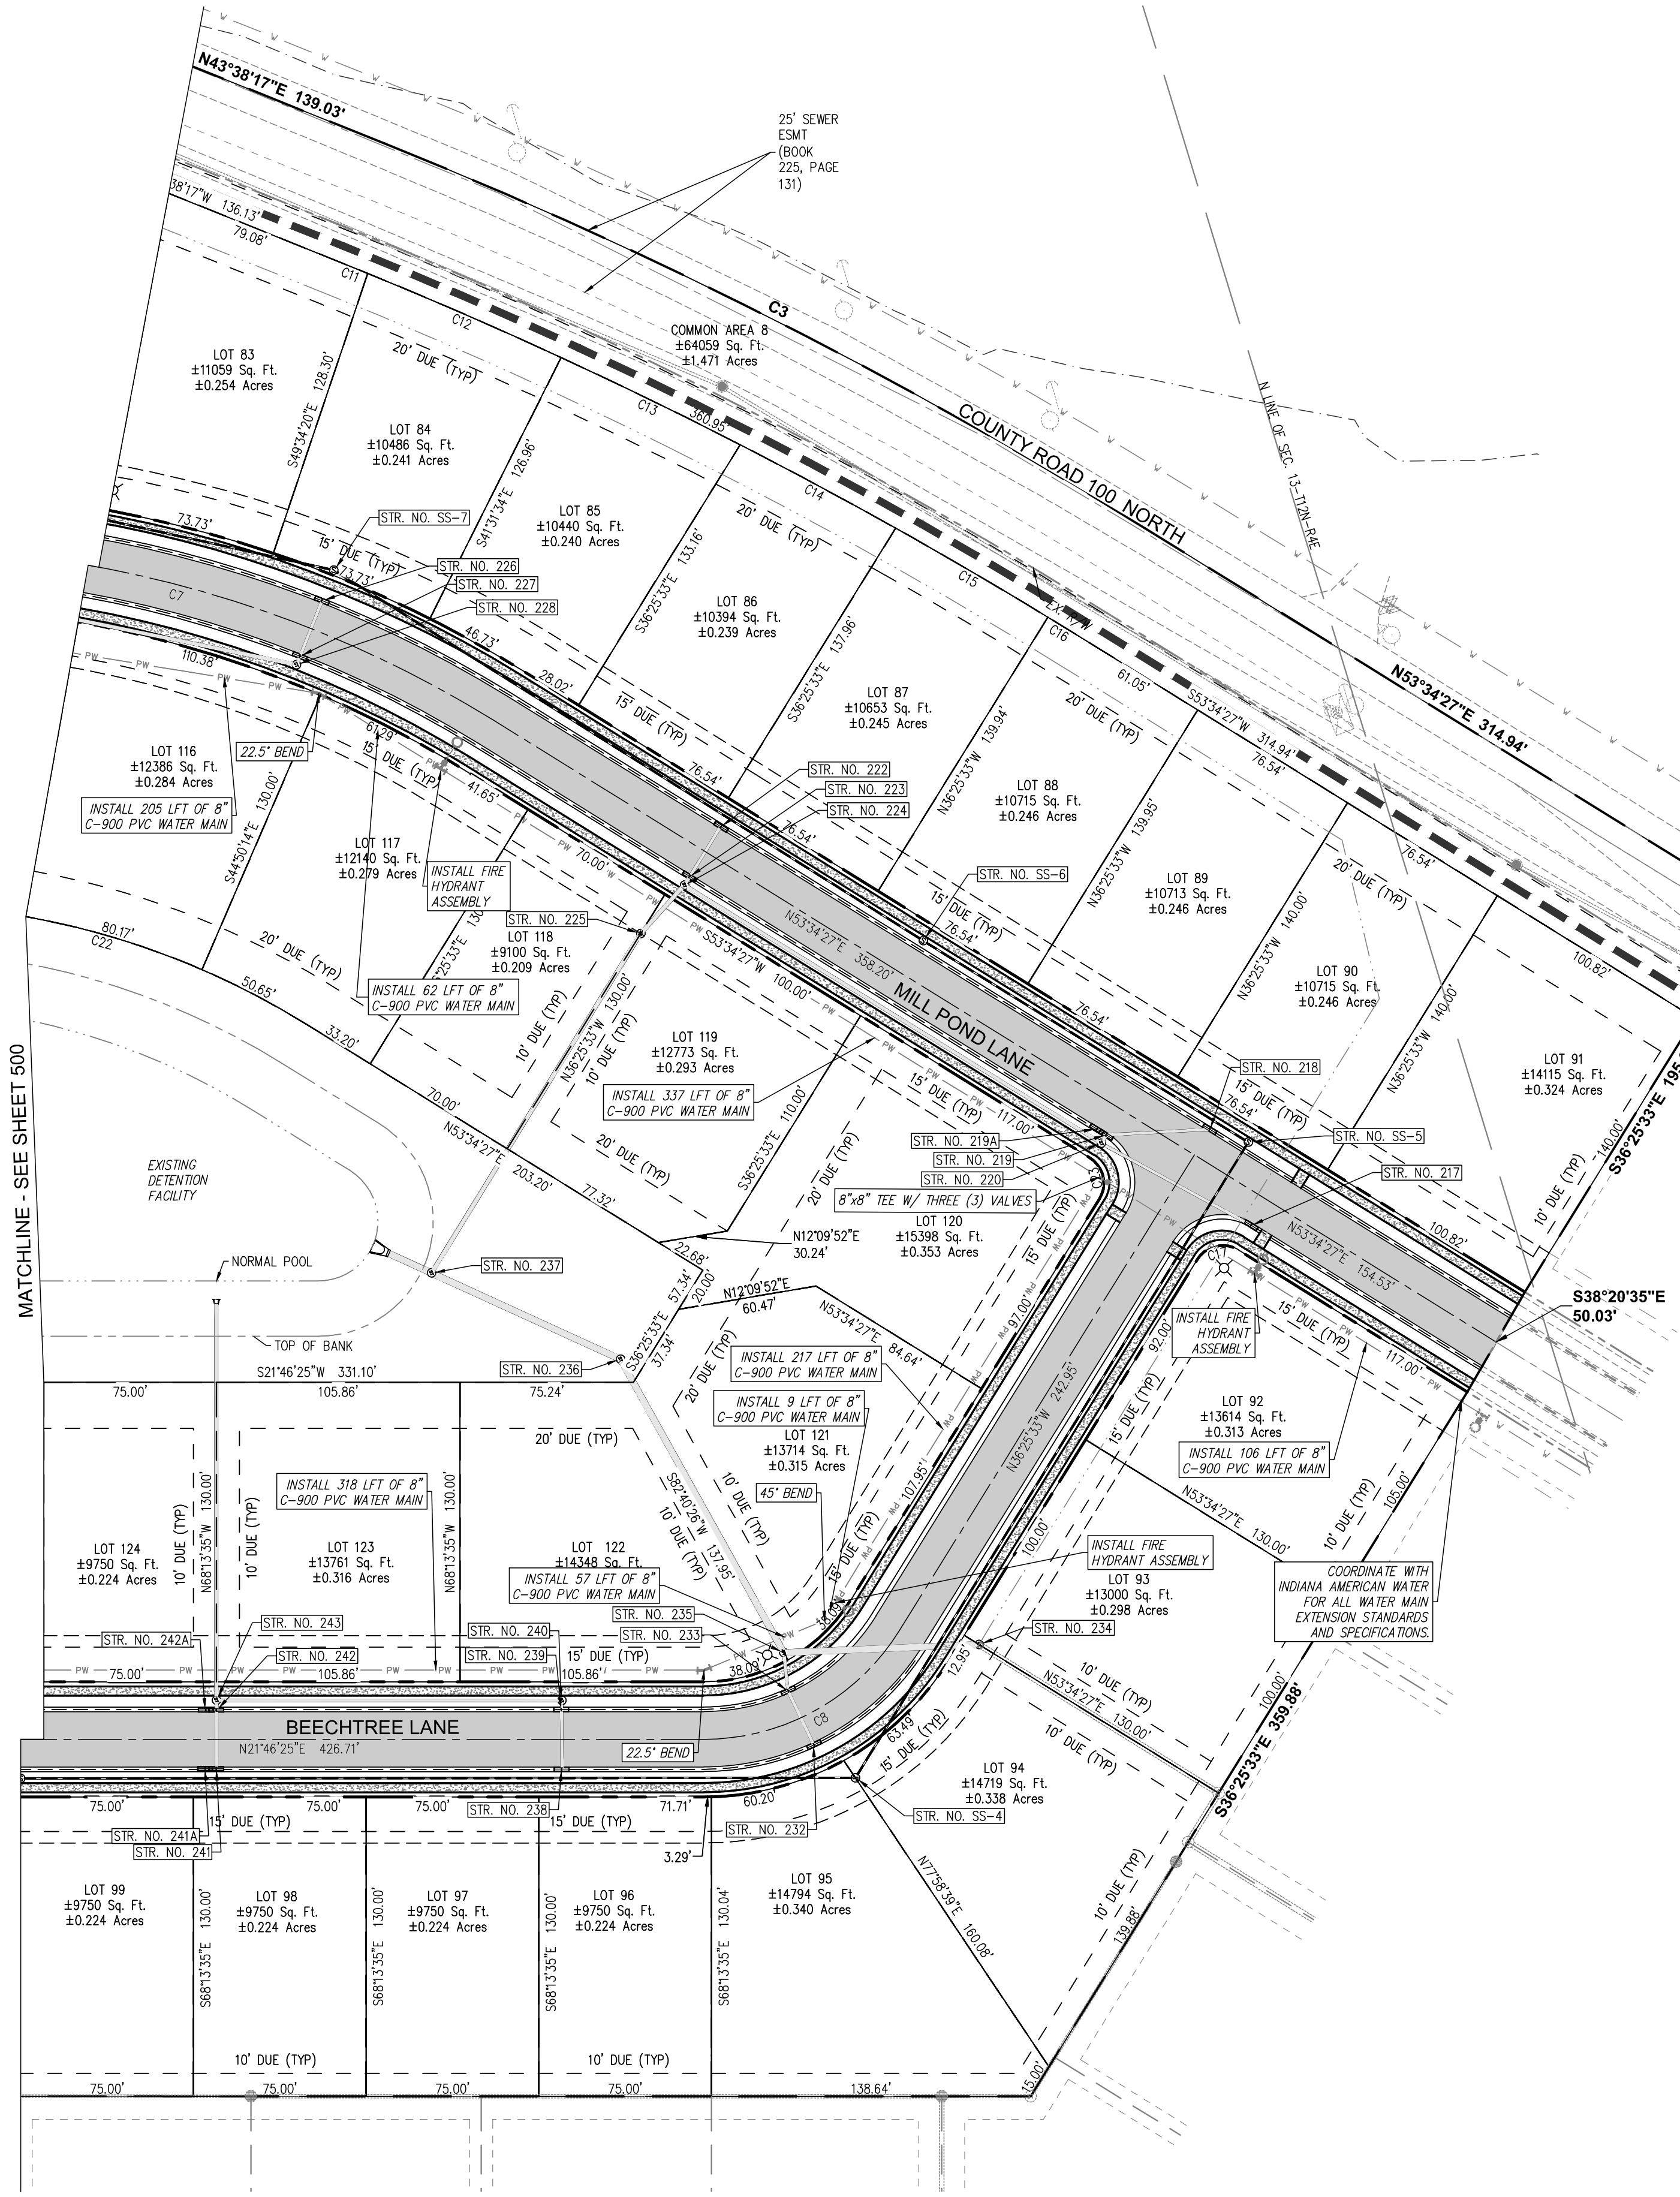 N43°38'17"E 139.03'
25' SEWER
ESMT
(BOOK
225, PAGE
131)
38'17"W 136.13'
79.08'
C11
C12
C3
COMMON AREA 8
±64059 Sq. Ft.
±1.471 Acres
20' DUE (TYP)
C13
360.95'
COUNTY ROAD 100 NORTH
N LINE OF SEC. 13-T12N-R4E
LOT 83
±11059 Sq. Ft.
±0.254 Acres
S49°34'20"E 128.30'
LOT 84
±10486 Sq. Ft.
±0.241 Acres
S41°31'34"E 126.96'
LOT 85
±10440 Sq. Ft.
±0.240 Acres
C14
20' DUE (TYP)
S36°25'33"E 133.16'
73.73'
STR. NO. SS-7
15' DUE (TYP)
73.73'
STR. NO. 226
STR. NO. 227
STR. NO. 228
C7
46.73'
28.02'
LOT 86
±10394 Sq. Ft.
±0.239 Acres
S36°25'33"E 137.96'
C15
EX. R/W
C16
61.05'
S53°34'27"W 314.94'
N53°34'27"E 314.94'
20' DUE (TYP)
76.54'
LOT 87
±10653 Sq. Ft.
±0.245 Acres
N36°25'33"W 139.94'
15' DUE (TYP)
76.54'
PW
PW
110.38'
PW
PW
PW
LOT 116
±12386 Sq. Ft.
±0.284 Acres
22.5° BEND
61.29'
15' DUE (TYP)
PW
41.65'
PW
INSTALL 205 LFT OF 8"
C-900 PVC WATER MAIN
S44°50'14"E 130.00'
LOT 117
±12140 Sq. Ft.
±0.279 Acres
INSTALL FIRE
HYDRANT
ASSEMBLY
STR. NO. 222
STR. NO. 223
STR. NO. 224
76.54'
LOT 88
±10715 Sq. Ft.
±0.246 Acres
N36°25'33"W 139.95'
76.54'
20' DUE (TYP)
LOT 89
±10713 Sq. Ft.
±0.246 Acres
STR. NO. SS-6
15' DUE (TYP)
76.54'
N36°25'33"W 140.00'
LOT 90
±10715 Sq. Ft.
±0.246 Acres
100.82'
70.00'
W
PW
PW
S53°34'27"W 100.00'
STR. NO. 225
LOT 118
±9100 Sq. Ft.
±0.209 Acres
N53°34'27"E 358.20'
MILL POND LANE
80.17'
C22
20' DUE (TYP)
INSTALL 62 LFT OF 8"
C-900 PVC WATER MAIN
50.65'
33.20'
10' DUE (TYP)
N36°25'33"W 130.00'
10' DUE (TYP)
LOT 119
±12773 Sq. Ft.
±0.293 Acres
INSTALL 337 LFT OF 8"
C-900 PVC WATER MAIN
PW
PW
15' DUE (TYP)
PW
117.00'
76.54'
N36°25'33"W 140.00'
LOT 91
±14115 Sq. Ft.
±0.324 Acres
STR. NO. 218
15' DUE (TYP)
76.54'
STR. NO. SS-5
STR. NO. 217
STR. NO. 219A
STR. NO. 219
STR. NO. 220
8"x8" TEE W/ THREE (3) VALVES
140.00'
10' DUE (TYP)
S36°25'33"E 195
MATCHLINE - SEE SHEET 500
EXISTING
DETENTION
FACILITY
NORMAL POOL
TOP OF BANK
70.00'
N53°34'27"E 203.20'
77.32'
20' DUE (TYP)
S36°25'33"E 110.00'
20' DUE (TYP)
N12°09'52"E
30.24'
LOT 120
±15398 Sq. Ft.
±0.353 Acres
15' DUE (TYP)
PW
PW
100.82'
N53°34'27"E 154.53'
C17
STR. NO. 237
22.68'
20.00'
57.34'
S36°25'33"E
37.34'
N12°09'52"E
60.47'
N53°34'27"E 84.64'
PW
97.00'
92.00'
INSTALL FIRE
HYDRANT
ASSEMBLY
PW
15' DUE (TYP)
PW
117.00'
PW
S38°20'35"E
50.03'
STR. NO. 236
S21°46'25"W 331.10'
75.00'
105.86'
75.24'
20' DUE (TYP)
INSTALL 217 LFT OF 8"
C-900 PVC WATER MAIN
INSTALL 9 LFT OF 8"
C-900 PVC WATER MAIN
LOT 121
±13714 Sq. Ft.
±0.315 Acres
PW
N36°25'33"W 242.95'
15' DUE (TYP)
LOT 92
±13614 Sq. Ft.
±0.313 Acres
INSTALL 106 LFT OF 8"
C-900 PVC WATER MAIN
20' DUE (TYP)
S82°40'26"W 137.95'
10' DUE (TYP)
10' DUE (TYP)
45° BEND
107.95'
PW
15' DUE (TYP)
N53°34'27"E 130.00'
10' DUE (TYP)
105.00'
LOT 124
±9750 Sq. Ft.
±0.224 Acres
10' DUE (TYP)
N68°13'35"W 130.00'
10' DUE (TYP)
INSTALL 318 LFT OF 8"
C-900 PVC WATER MAIN
LOT 123
±13761 Sq. Ft.
±0.316 Acres
N68°13'35"W 130.00'
LOT 122
±14348 Sq. Ft.
INSTALL 57 LFT OF 8"
C-900 PVC WATER MAIN
100.00'
INSTALL FIRE
HYDRANT ASSEMBLY
LOT 93
±13000 Sq. Ft.
±0.298 Acres
COORDINATE WITH
INDIANA AMERICAN WATER
FOR ALL WATER MAIN
EXTENSION STANDARDS
AND SPECIFICATIONS.
STR. NO. 235
STR. NO. 233
38.09'
PW
STR. NO. 234
STR. NO. 243
STR. NO. 242A
STR. NO. 242
STR. NO. 240
STR. NO. 239
15' DUE (TYP)
75.00'
PW
PW
PW
105.86'
PW
PW
PW
105.86'
PW
38.09'
12.95'
10' DUE (TYP)
N53°34'27"E 130.00'
10' DUE (TYP)
100.00'
S36°25'33"E 359.88'
BEECHTREE LANE
N21°46'25"E 426.71'
22.5° BEND
C8
63.49'
15' DUE (TYP)
LOT 94
±14719 Sq. Ft.
±0.338 Acres
STR. NO. SS-4
75.00'
75.00'
75.00'
71.71'
60.20'
15' DUE (TYP)
STR. NO. 238
15' DUE (TYP)
STR. NO. 232
STR. NO. 241A
STR. NO. 241
3.29'
LOT 99
±9750 Sq. Ft.
±0.224 Acres
S68°13'35"E 130.00'
LOT 98
±9750 Sq. Ft.
±0.224 Acres
S68°13'35"E 130.00'
LOT 97
±9750 Sq. Ft.
±0.224 Acres
S68°13'35"E 130.00'
LOT 96
±9750 Sq. Ft.
±0.224 Acres
S68°13'35"E 130.04'
LOT 95
±14794 Sq. Ft.
±0.340 Acres
N77°58'39"E 160.08'
10' DUE (TYP)
139.88'
10' DUE (TYP)
10' DUE (TYP)
10' DUE (TYP)
75.00'
75.00'
75.00'
75.00'
138.64'
15.00'